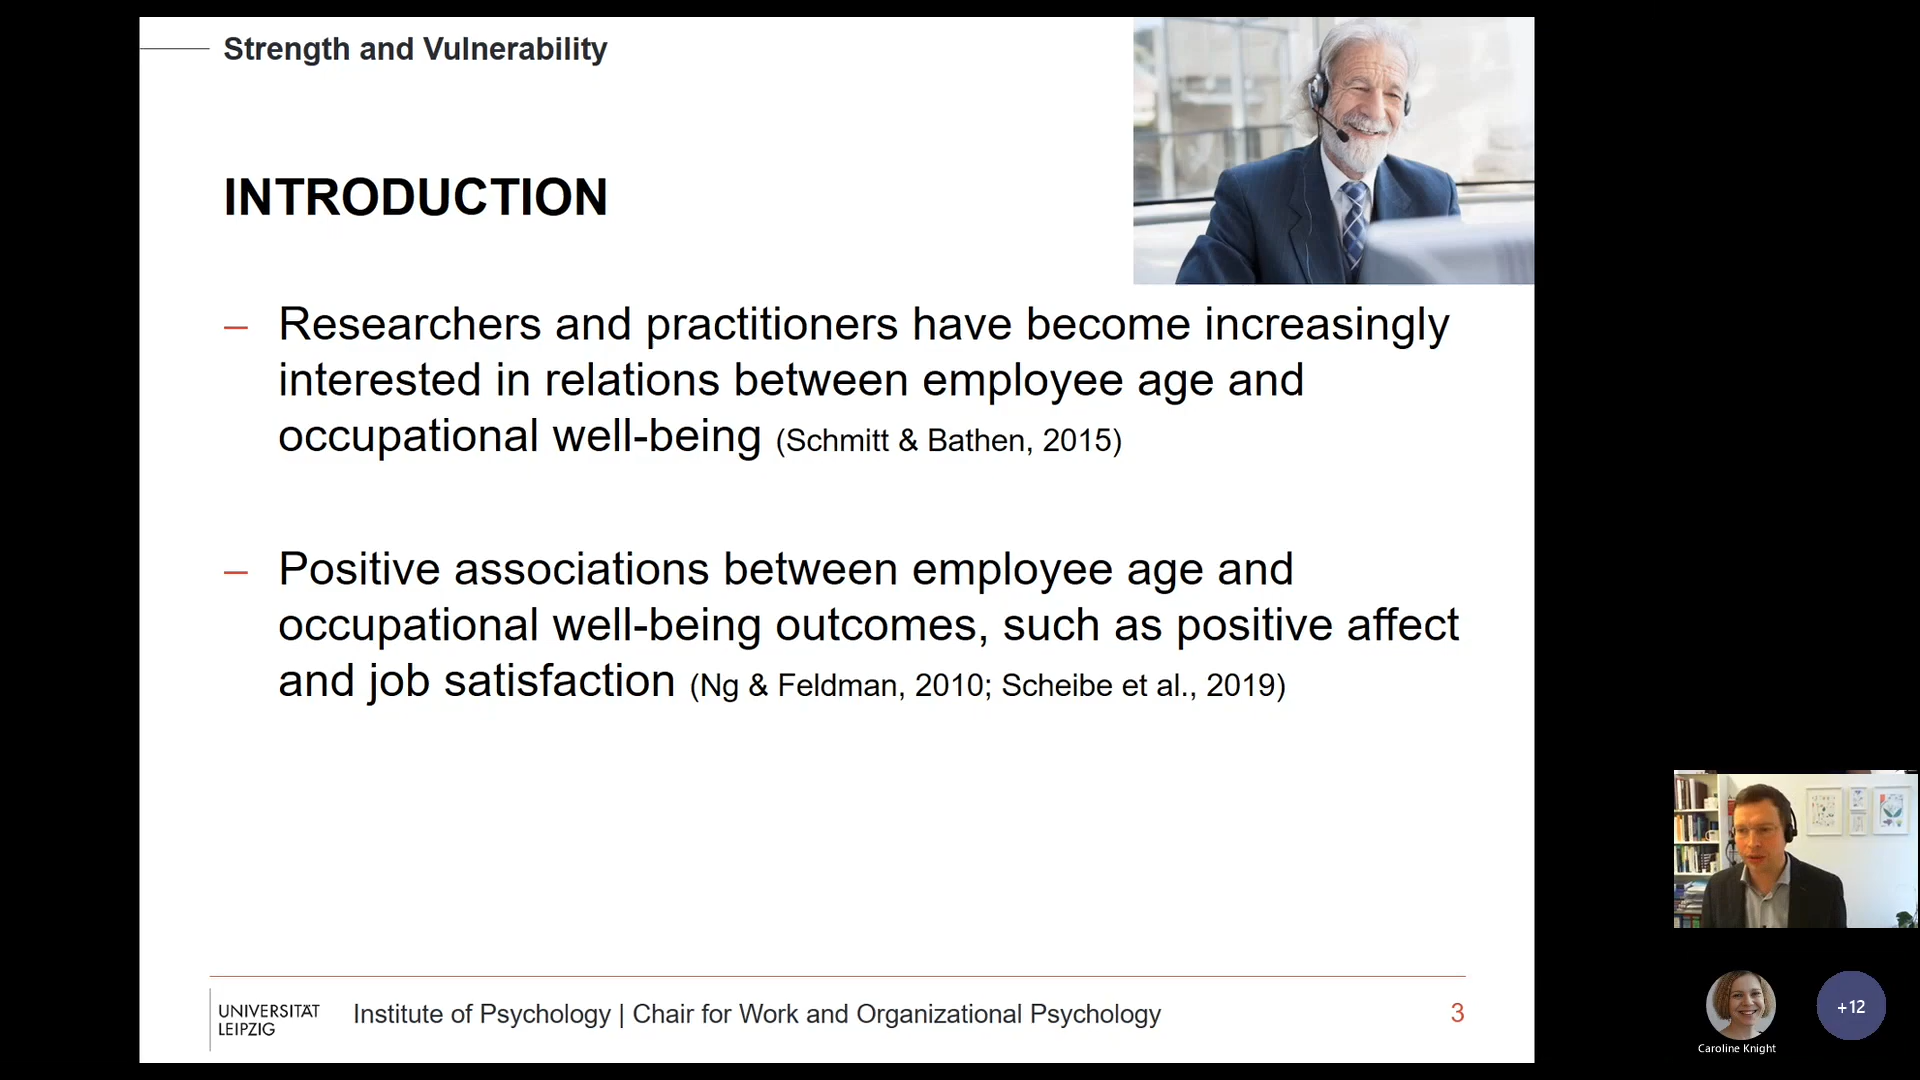 Strength and Vulnerability
INTRODUCTION
– Researchers and practitioners have become increasingly
interested in relations between employee age and
occupational well-being (Schmitt & Bathen, 2015)
– Positive associations between employee age and
occupational well-being outcomes, such as positive affect
and job satisfaction (Ng & Feldman, 2010; Scheibe et al., 2019)
UNIVERSITÄT
LEIPZIG
Institute of Psychology | Chair for Work and Organizational Psychology
3
+12
Caroline Knight